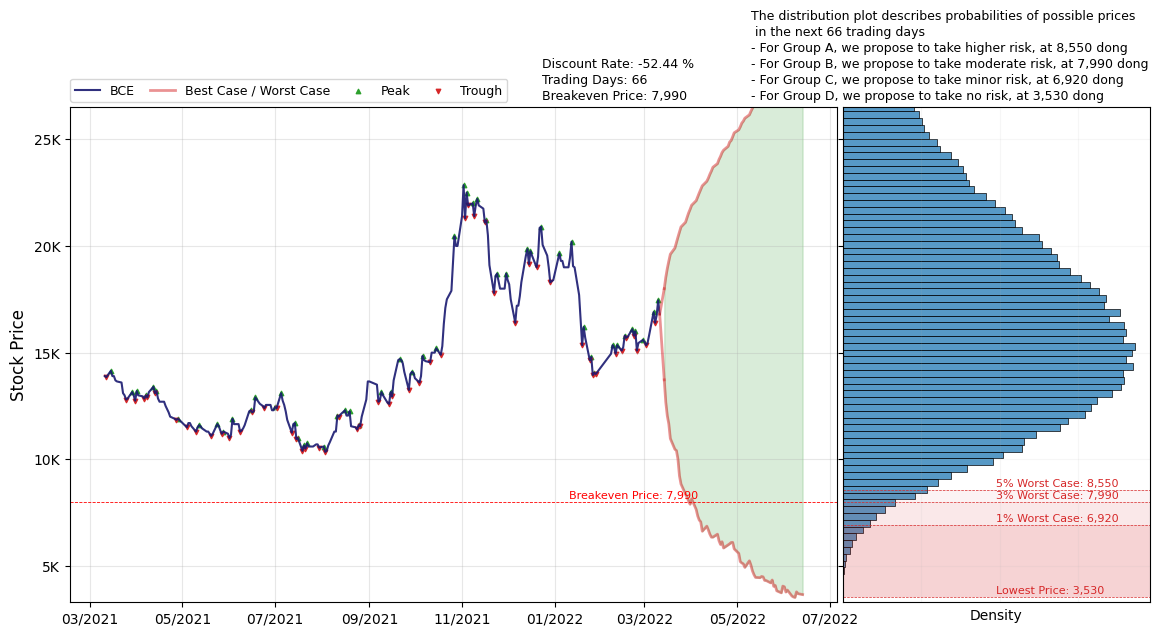 The distribution plot describes probabilities of possible prices
in the next 66 trading days
- For Group A, we propose to take higher risk, at 8,550 dong
- For Group B, we propose to take moderate risk, at 7,990 dong
- For Group C, we propose to take minor risk, at 6,920 dong
- For Group D, we propose to take no risk, at 3,530 dong
Discount Rate: -52.44 %
Trading Days: 66
Breakeven Price: 7,990
BCE
Best Case / Worst Case
Peak
Trough
Stock Price
25K
20K
15K
10K
5K
Breakeven Price: 7,990
5% Worst Case: 8,550
3% Worst Case: 7,990
1% Worst Case: 6,920
Lowest Price: 3,530
03/2021
05/2021
07/2021
09/2021
11/2021
01/2022
03/2022
05/2022
07/2022
Density